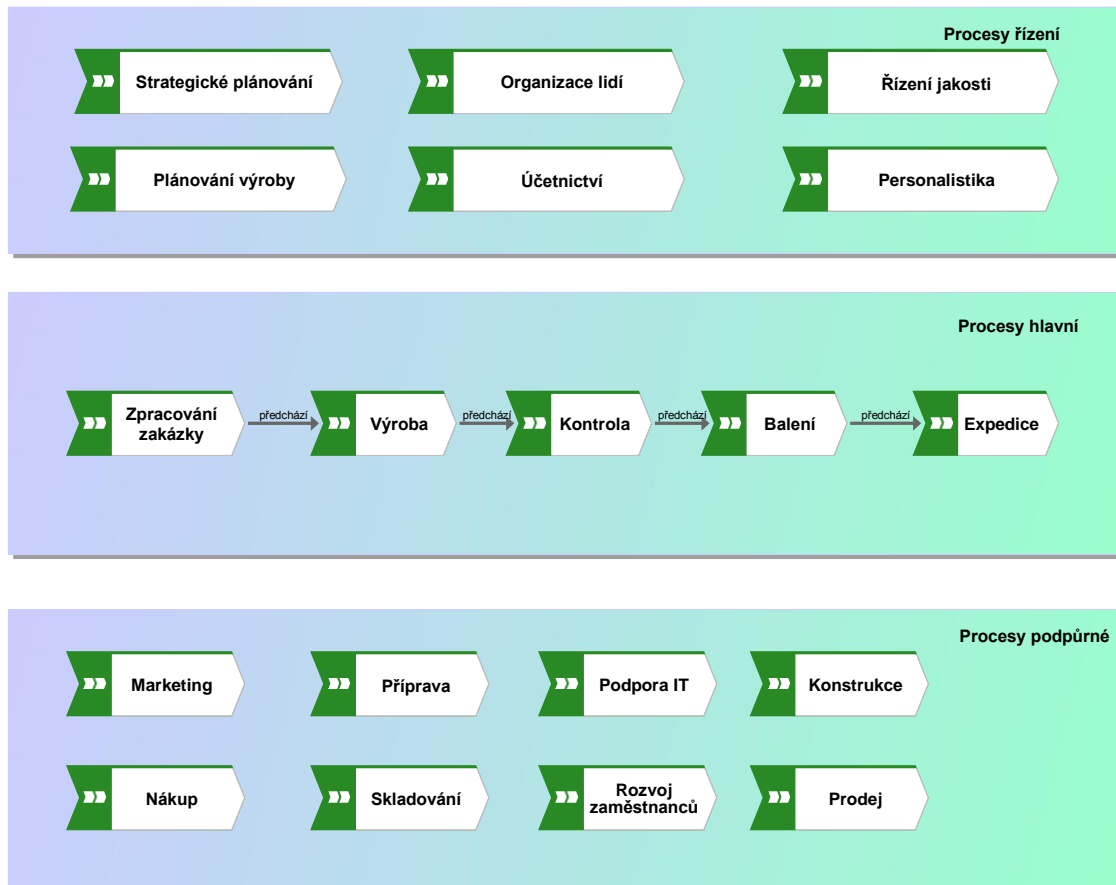 Procesy řízení
Strategické plánování
Organizace lidí
Řízení jakosti
Plánování výroby
Účetnictví
Personalistika
Procesy hlavní
Zpracování
zakázky
předchází
Výroba
předchází
Kontrola
předchází
Balení
předchází
Expedice
Procesy podpůrné
Marketing
Příprava
Podpora IT
Konstrukce
Nákup
Skladování
Rozvoj
zaměstnanců
Prodej